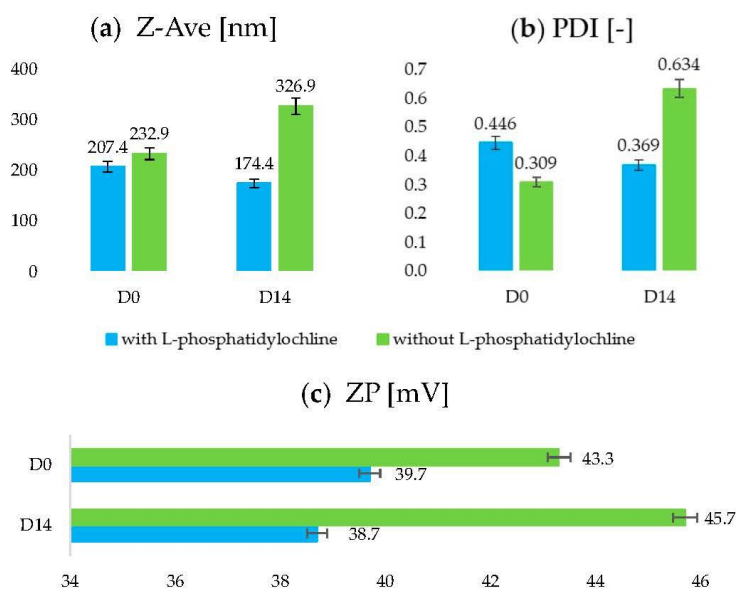 (a) Z-Ave [nm]
400
300
200
100
0
207.4
232.9
174.4
326.9
D0
D14
(b) PDI [-]
0.7
0.6
0.5
0.4
0.3
0.2
0.1
0.0
0.446
0.309
0.369
0.634
D0
D14
with L-phosphatidylochline
without L-phosphatidylochline
(c) ZP [mV]
D0
43.3
39.7
D14
45.7
38.7
34 36 38 40 42 44 46